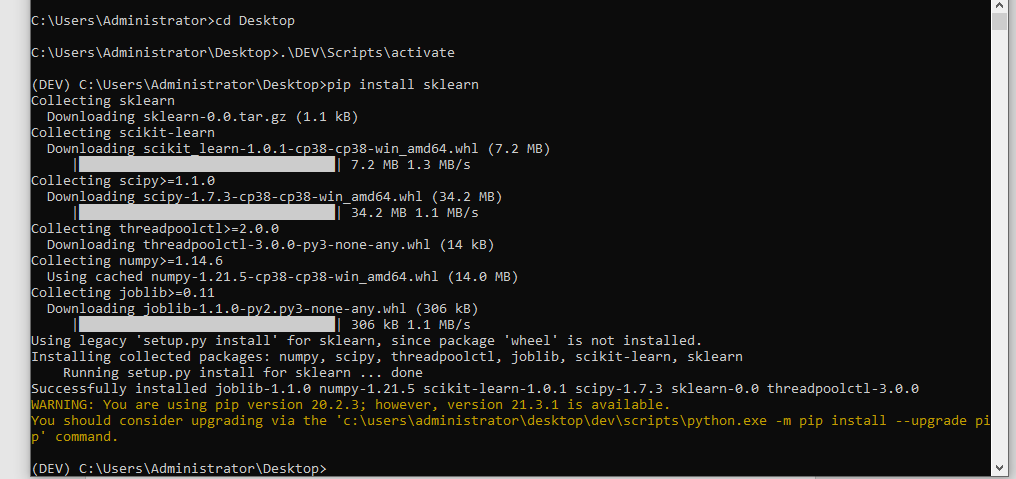 C:\Users\Administrator>cd Desktop
C:\Users\Administrator\Desktop>.\DEV\Scripts\activate
(DEV) C:\Users\Administrator\Desktop>pip install sklearn
Collecting sklearn
  Downloading sklearn-0.0.tar.gz (1.1 kB)
Collecting scikit-learn
  Downloading scikit_learn-1.0.1-cp38-cp38-win_amd64.whl (7.2 MB)
     |████████████████████████████████| 7.2 MB 1.3 MB/s
Collecting scipy>=1.1.0
  Downloading scipy-1.7.3-cp38-cp38-win_amd64.whl (34.2 MB)
     |████████████████████████████████| 34.2 MB 1.1 MB/s
Collecting threadpoolctl>=2.0.0
  Downloading threadpoolctl-3.0.0-py3-none-any.whl (14 kB)
Collecting numpy>=1.14.6
  Using cached numpy-1.21.5-cp38-cp38-win_amd64.whl (14.0 MB)
Collecting joblib>=0.11
  Downloading joblib-1.1.0-py2.py3-none-any.whl (306 kB)
     |████████████████████████████████| 306 kB 1.1 MB/s
Using legacy 'setup.py install' for sklearn, since package 'wheel' is not installed.
Installing collected packages: numpy, scipy, threadpoolctl, joblib, scikit-learn, sklearn
    Running setup.py install for sklearn ... done
Successfully installed joblib-1.1.0 numpy-1.21.5 scikit-learn-1.0.1 scipy-1.7.3 sklearn-0.0 threadpoolctl-3.0.0
WARNING: You are using pip version 20.2.3; however, version 21.3.1 is available.
You should consider upgrading via the 'c:\users\administrator\desktop\dev\scripts\python.exe -m pip install --upgrade pi
p' command.
(DEV) C:\Users\Administrator\Desktop>